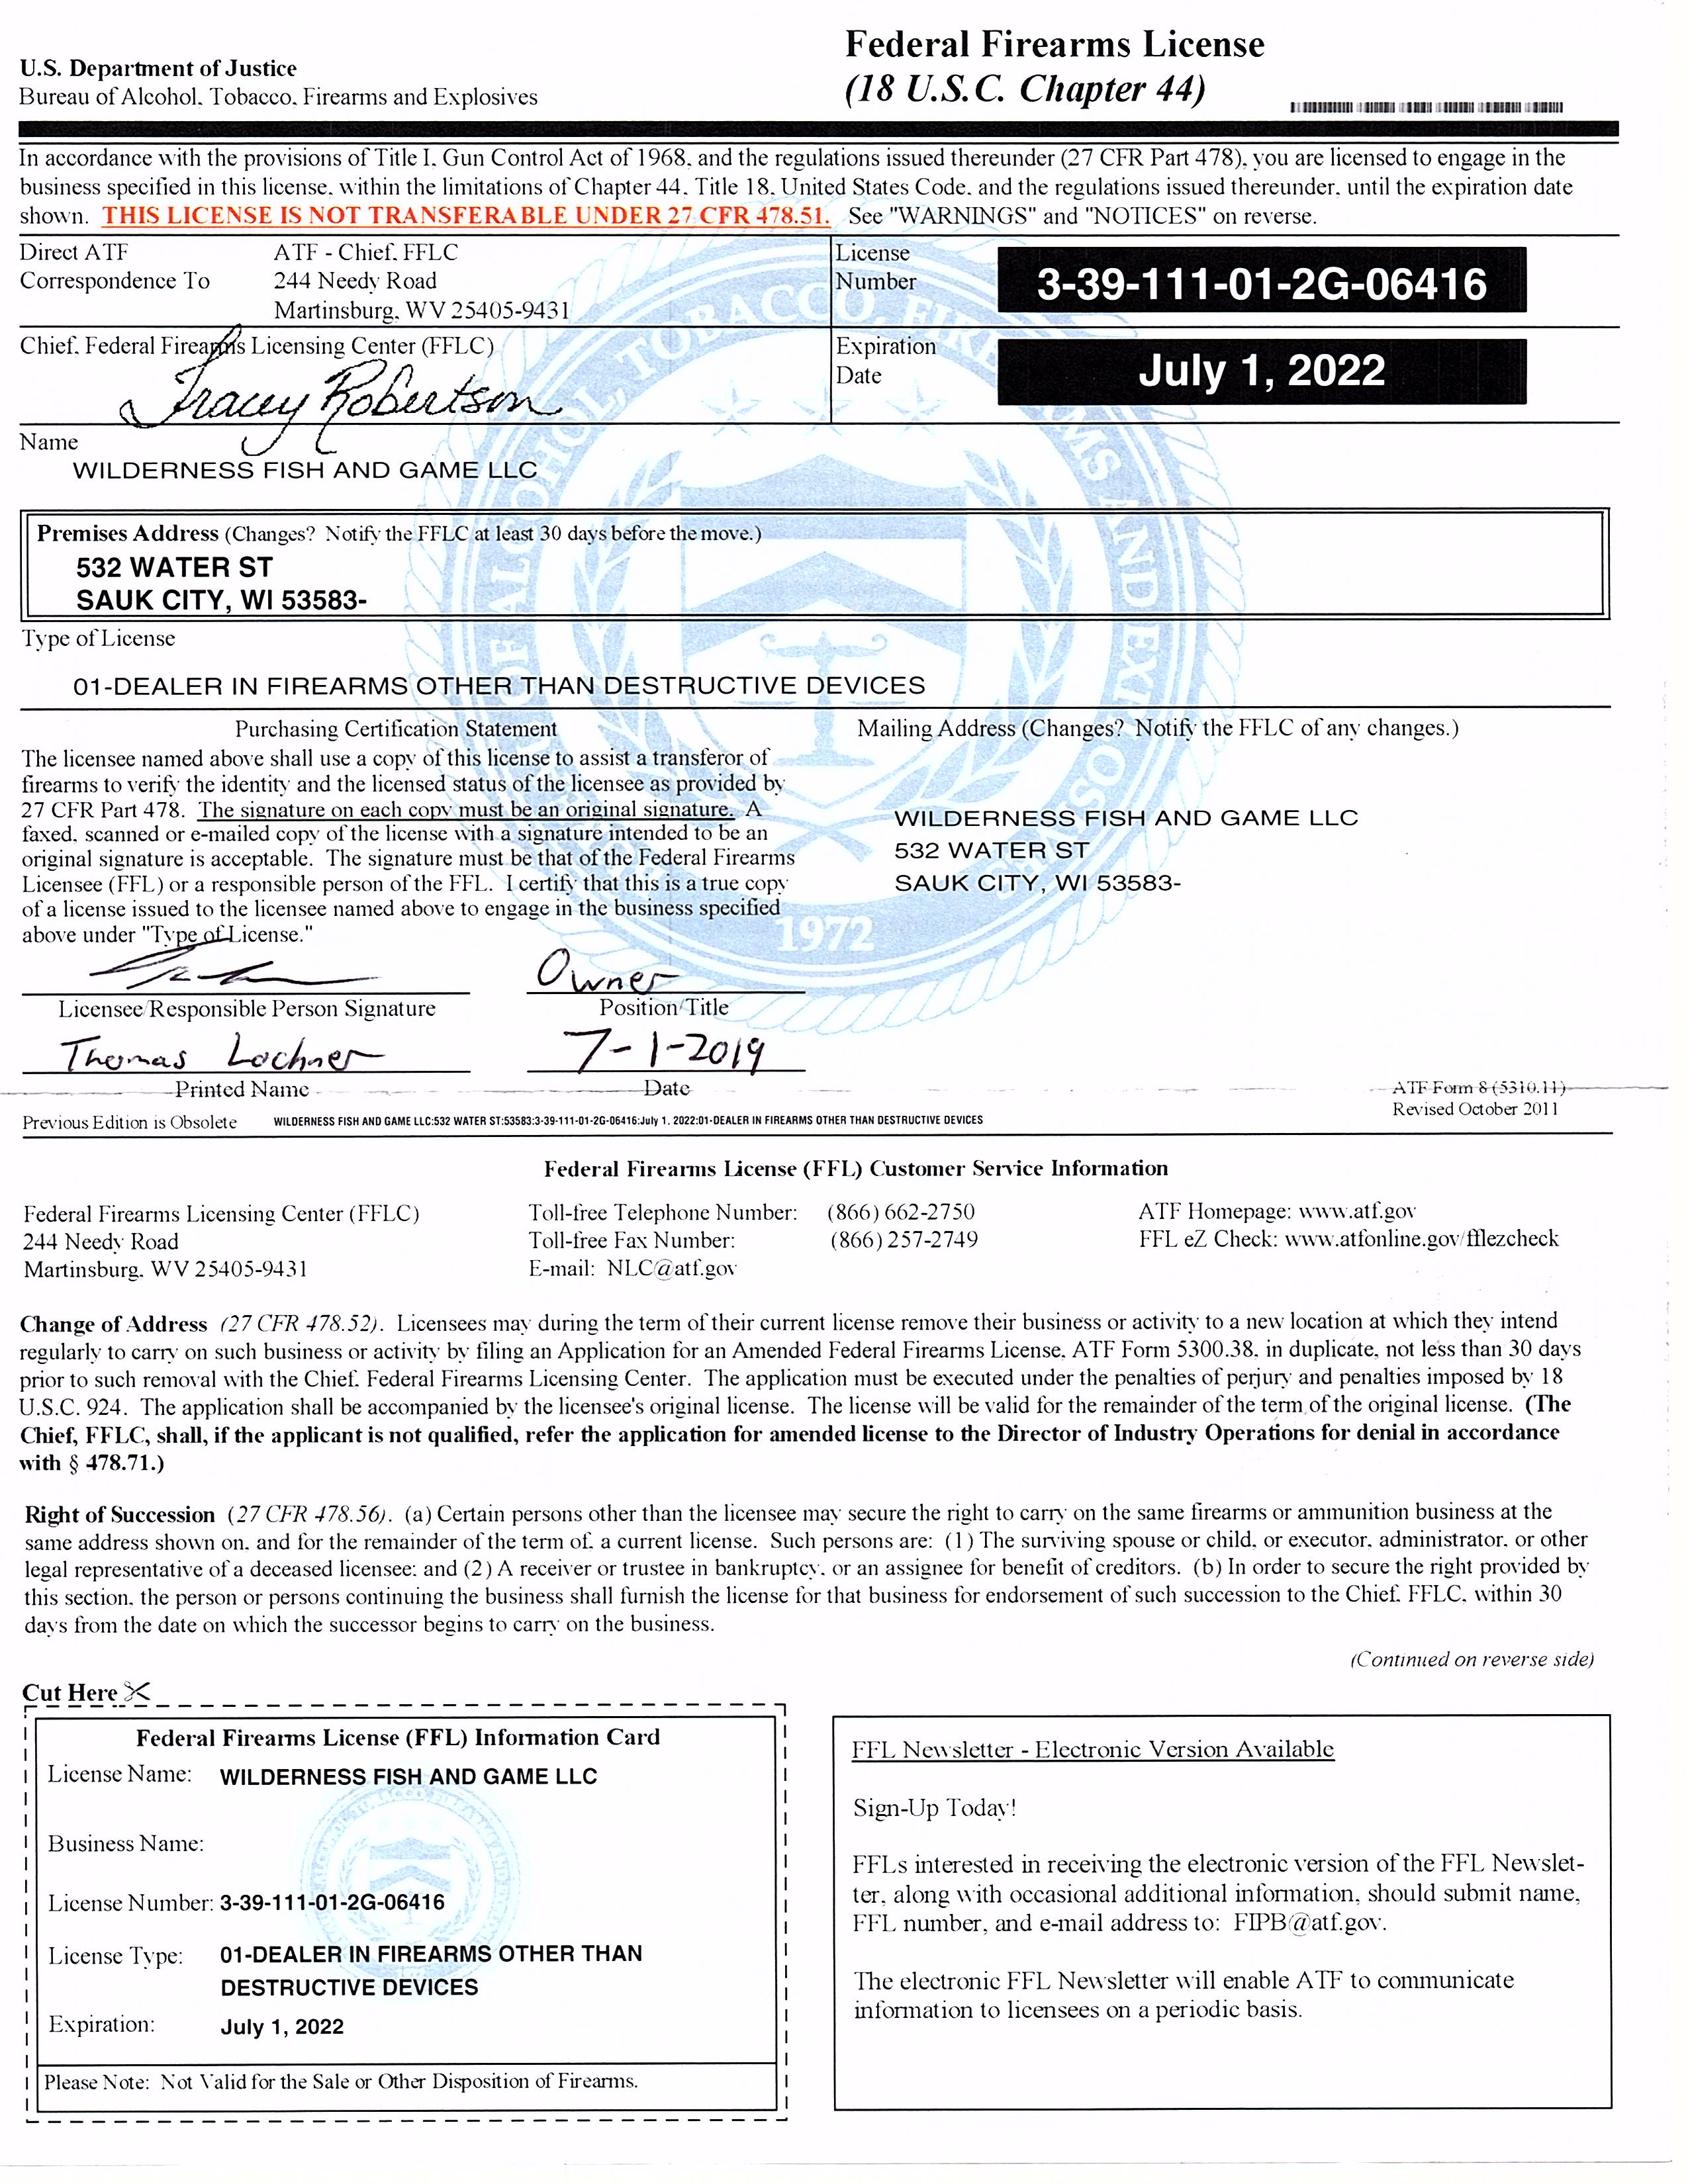 U.S. Department of Justice
Bureau of Alcohol, Tobacco, Firearms and Explosives
Federal Firearms License
(18 U.S.C. Chapter 44)
In accordance with the provisions of Title I, Gun Control Act of 1968, and the regulations issued thereunder (27 CFR Part 478), you are licensed to engage in the
business specified in this license, within the limitations of Chapter 44, Title 18, United States Code, and the regulations issued thereunder, until the expiration date
shown. THIS LICENSE IS NOT TRANSFERABLE UNDER 27 CFR 478.51. See "WARNINGS" and "NOTICES" on reverse.
Direct ATF
Correspondence To
ATF - Chief, FFLC
244 Needy Road
Martinsburg, WV 25405-9431
License
Number
3-39-111-01-2G-06416
Chief, Federal Firearms Licensing Center (FFLC)
Tracey Robertson
Expiration
Date
July 1, 2022
Name
WILDERNESS FISH AND GAME LLC
Premises Address (Changes? Notify the FFLC at least 30 days before the move.)
532 WATER ST
SAUK CITY, WI 53583-
Type of License
01-DEALER IN FIREARMS OTHER THAN DESTRUCTIVE DEVICES
Purchasing Certification Statement
The licensee named above shall use a copy of this license to assist a transferor of
firearms to verify the identity and the licensed status of the licensee as provided by
27 CFR Part 478. The signature on each copy must be an original signature. A
faxed, scanned or e-mailed copy of the license with a signature intended to be an
original signature is acceptable. The signature must be that of the Federal Firearms
Licensee (FFL) or a responsible person of the FFL. I certify that this is a true copy
of a license issued to the licensee named above to engage in the business specified
above under "Type of License."
Mailing Address (Changes? Notify the FFLC of any changes.)
WILDERNESS FISH AND GAME LLC
532 WATER ST
SAUK CITY, WI 53583-
1972
Owner
Licensee/Responsible Person Signature
Position/Title
Thomas Lochner
7-1-2019
Printed Name
Date
ATF Form 8 (5310.11)
Revised October 2011
Previous Edition is Obsolete
WILDERNESS FISH AND GAME LLC:532 WATER ST:53583:3-39-111-01-2G-06416:July 1, 2022:01-DEALER IN FIREARMS OTHER THAN DESTRUCTIVE DEVICES
Federal Firearms License (FFL) Customer Service Information
Federal Firearms Licensing Center (FFLC)
244 Needy Road
Martinsburg, WV 25405-9431
Toll-free Telephone Number: (866) 662-2750
Toll-free Fax Number: (866) 257-2749
E-mail: NLC@atf.gov
ATF Homepage: www.atf.gov
FFL eZ Check: www.atfonline.gov/fflezcheck
Change of Address (27 CFR 478.52). Licensees may during the term of their current license remove their business or activity to a new location at which they intend
regularly to carry on such business or activity by filing an Application for an Amended Federal Firearms License, ATF Form 5300.38, in duplicate, not less than 30 days
prior to such removal with the Chief, Federal Firearms Licensing Center. The application must be executed under the penalties of perjury and penalties imposed by 18
U.S.C. 924. The application shall be accompanied by the licensee's original license. The license will be valid for the remainder of the term of the original license. (The
Chief, FFLC, shall, if the applicant is not qualified, refer the application for amended license to the Director of Industry Operations for denial in accordance
with § 478.71.)
Right of Succession (27 CFR 478.56). (a) Certain persons other than the licensee may secure the right to carry on the same firearms or ammunition business at the
same address shown on, and for the remainder of the term of, a current license. Such persons are: (1) The surviving spouse or child, or executor, administrator, or other
legal representative of a deceased licensee; and (2) A receiver or trustee in bankruptcy, or an assignee for benefit of creditors. (b) In order to secure the right provided by
this section, the person or persons continuing the business shall furnish the license for that business for endorsement of such succession to the Chief, FFLC, within 30
days from the date on which the successor begins to carry on the business.
(Continued on reverse side)
Cut Here
Federal Firearms License (FFL) Information Card
License Name: WILDERNESS FISH AND GAME LLC
Business Name:
License Number: 3-39-111-01-2G-06416
License Type: 01-DEALER IN FIREARMS OTHER THAN
DESTRUCTIVE DEVICES
Expiration: July 1, 2022
Please Note: Not Valid for the Sale or Other Disposition of Firearms.
FFL Newsletter - Electronic Version Available
Sign-Up Today!
FFLs interested in receiving the electronic version of the FFL Newslet-
ter, along with occasional additional information, should submit name,
FFL number, and e-mail address to: FIPB@atf.gov.
The electronic FFL Newsletter will enable ATF to communicate
information to licensees on a periodic basis.